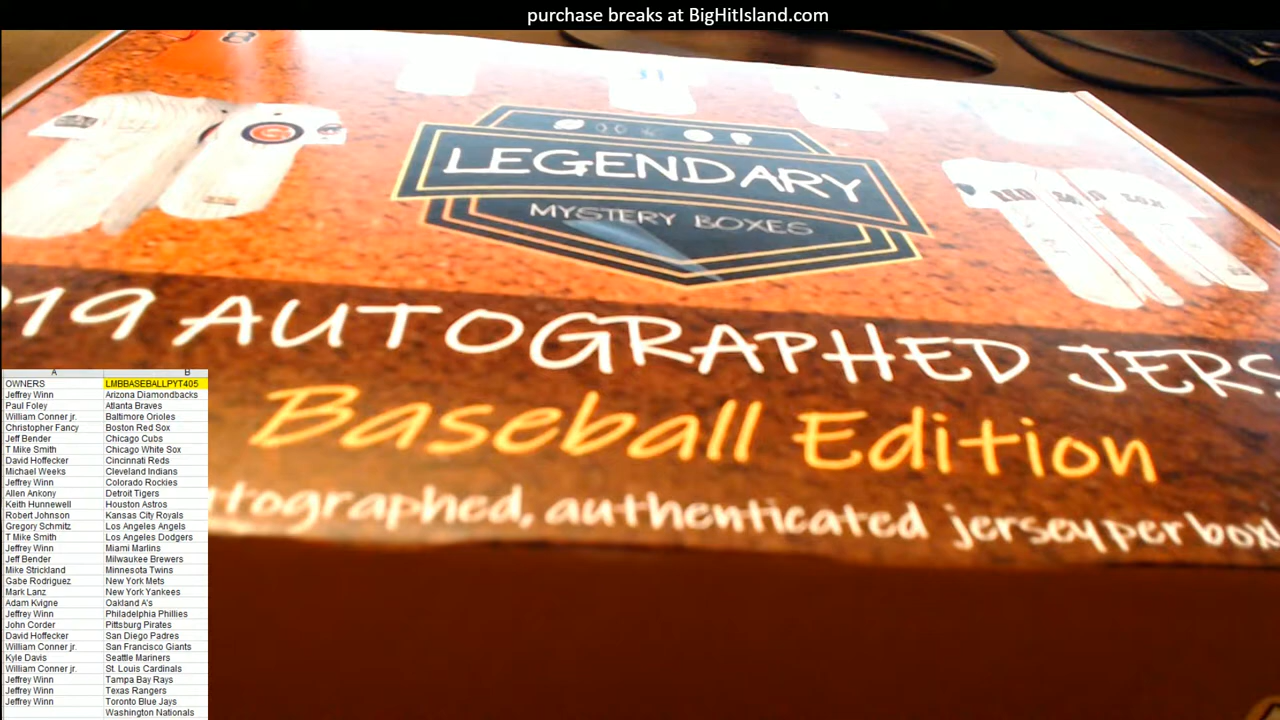 purchase breaks at BigHitIsland.com
31
LEGENDARY
MYSTERY BOXES
RED SOX
19 AUTOGRAPHED JERS
Baseball Edition
utographed, authenticated jersey per box!
A B
OWNERS LMBBASEBALLPYT405
Jeffrey Winn Arizona Diamondbacks
Paul Foley Atlanta Braves
William Conner jr. Baltimore Orioles
Christopher Fancy Boston Red Sox
Jeff Bender Chicago Cubs
T Mike Smith Chicago White Sox
David Hoffecker Cincinnati Reds
Michael Weeks Cleveland Indians
Jeffrey Winn Colorado Rockies
Allen Ankony Detroit Tigers
Keith Hunnewell Houston Astros
Robert Johnson Kansas City Royals
Gregory Schmitz Los Angeles Angels
T Mike Smith Los Angeles Dodgers
Jeffrey Winn Miami Marlins
Jeff Bender Milwaukee Brewers
Mike Strickland Minnesota Twins
Gabe Rodriguez New York Mets
Mark Lanz New York Yankees
Adam Kvigne Oakland A's
Jeffrey Winn Philadelphia Phillies
John Corder Pittsburg Pirates
David Hoffecker San Diego Padres
William Conner jr. San Francisco Giants
Kyle Davis Seattle Mariners
William Conner jr. St. Louis Cardinals
Jeffrey Winn Tampa Bay Rays
Jeffrey Winn Texas Rangers
Jeffrey Winn Toronto Blue Jays
Washington Nationals